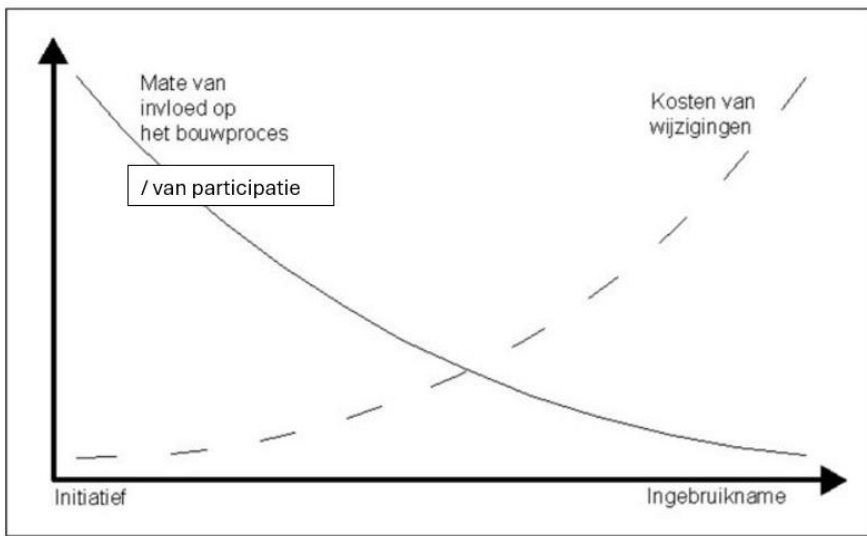 Mate van
invloed op
het bouwproces
/ van participatie
Kosten van
wijzigingen
Initiatief
Ingebruikname